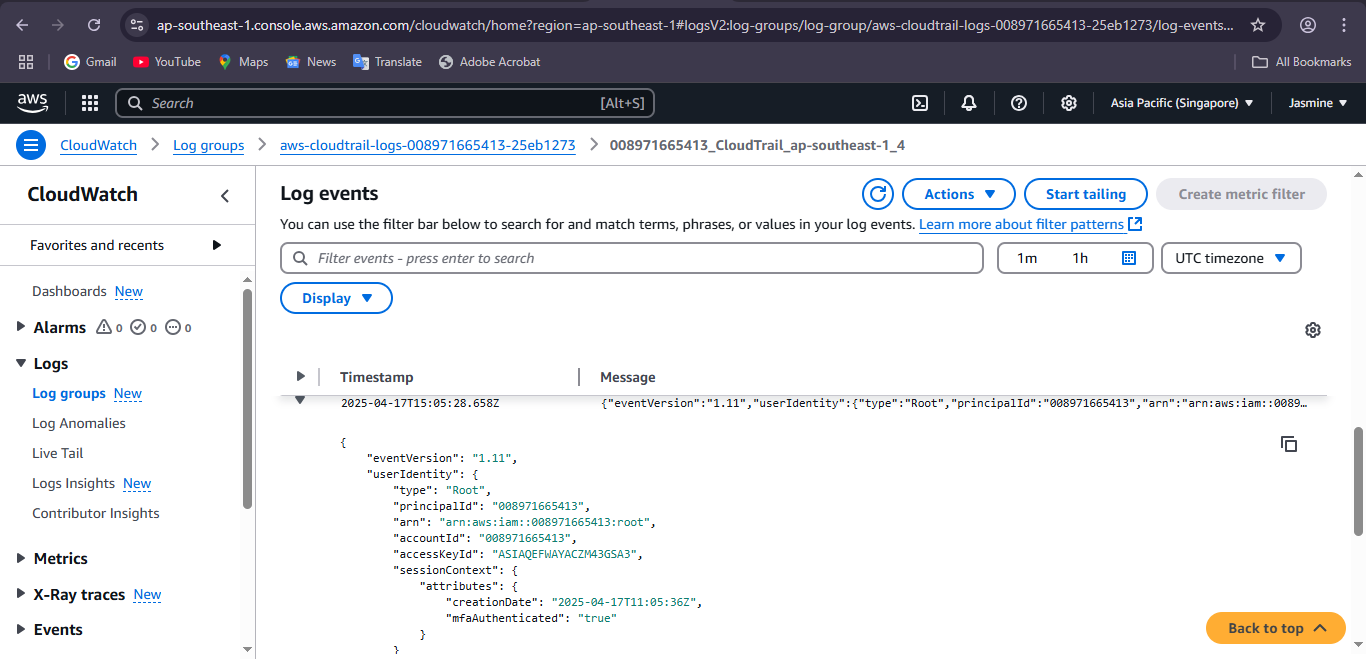 ap-southeast-1.console.aws.amazon.com/cloudwatch/home?region=ap-southeast-1#logsV2:log-groups/log-group/aws-cloudtrail-logs-008971665413-25eb1273/log-events...
Gmail YouTube Maps News Translate Adobe Acrobat All Bookmarks
aws Search [Alt+S] Asia Pacific (Singapore) Jasmine
CloudWatch Log groups aws-cloudtrail-logs-008971665413-25eb1273 008971665413_CloudTrail_ap-southeast-1_4
CloudWatch
Favorites and recents
Dashboards New
Alarms 0 0 0
Logs
Log groups New
Log Anomalies
Live Tail
Logs Insights New
Contributor Insights
Metrics
X-Ray traces New
Events
Log events
Actions Start tailing Create metric filter
You can use the filter bar below to search for and match terms, phrases, or values in your log events. Learn more about filter patterns
Filter events - press enter to search 1m 1h UTC timezone
Display
Timestamp Message
2025-04-17T15:05:28.658Z {"eventVersion":"1.11","userIdentity":{"type":"Root","principalId":"008971665413","arn":"arn:aws:iam::0089…
{
"eventVersion": "1.11",
"userIdentity": {
"type": "Root",
"principalId": "008971665413",
"arn": "arn:aws:iam::008971665413:root",
"accountId": "008971665413",
"accessKeyId": "ASIAQEFWAYACZM43GSA3",
"sessionContext": {
"attributes": {
"creationDate": "2025-04-17T11:05:36Z",
"mfaAuthenticated": "true"
}
}
Back to top